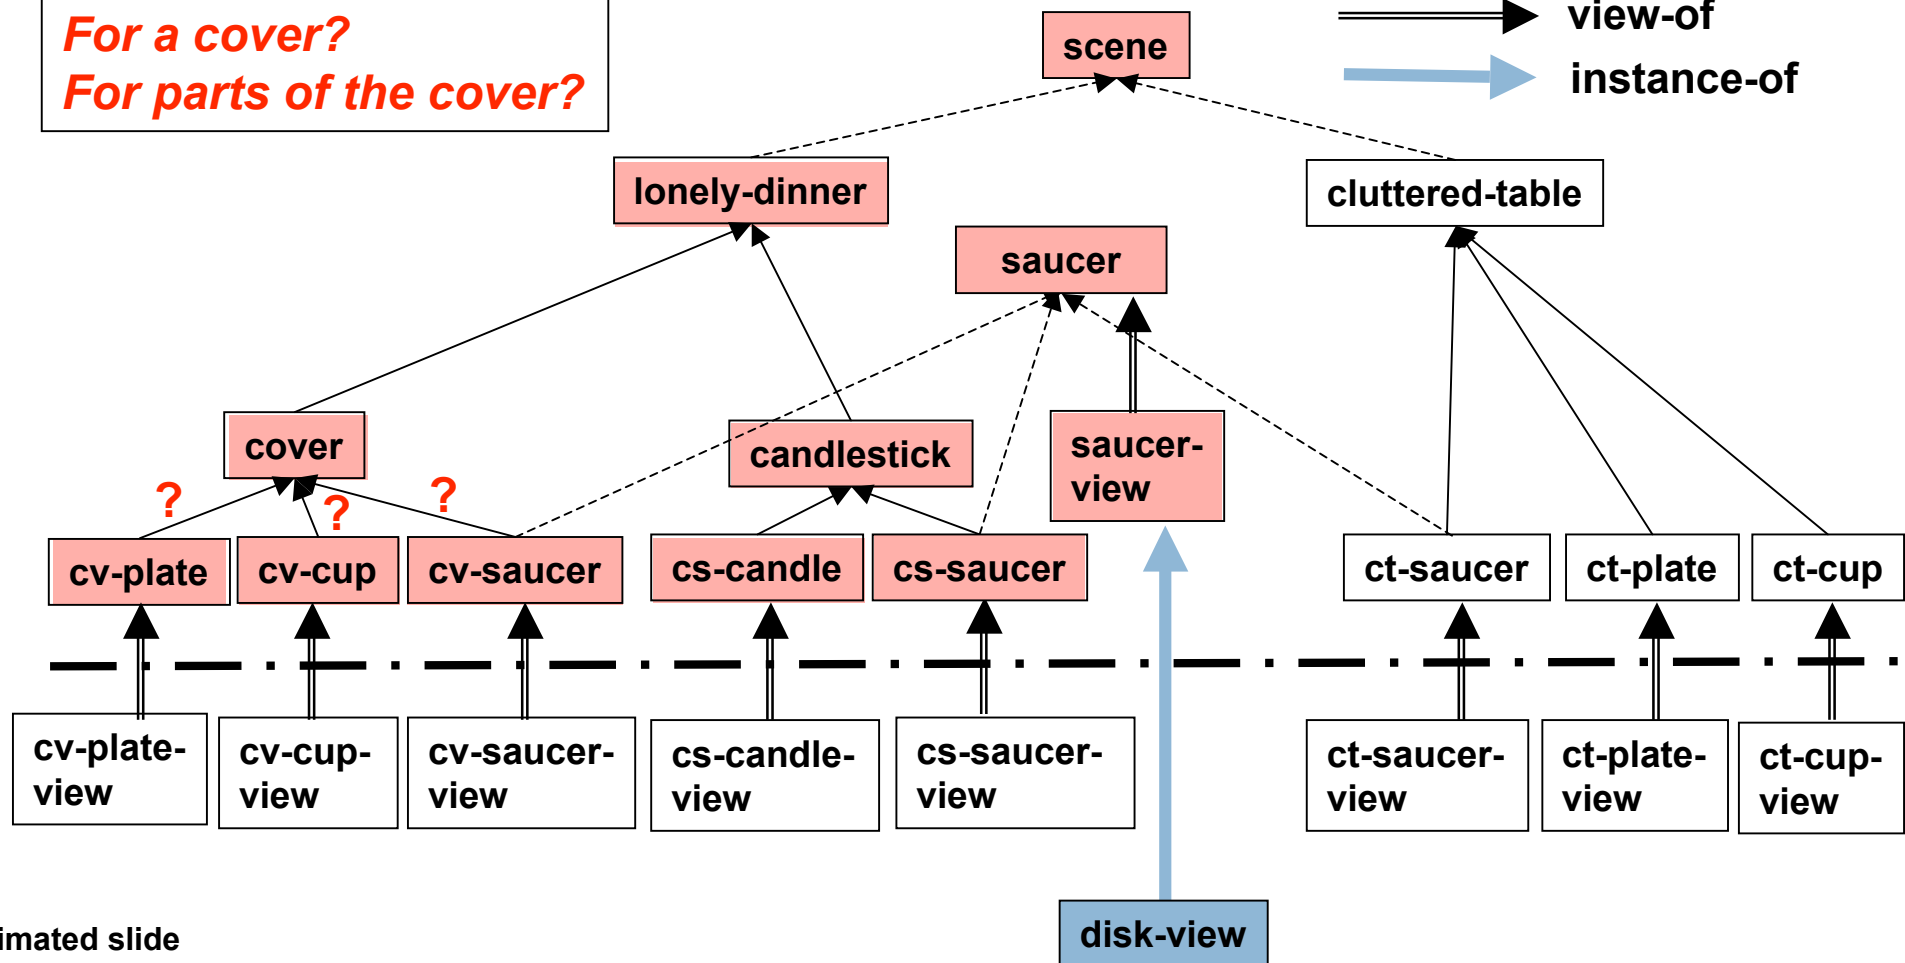 For a cover?
For parts of the cover?
view-of
instance-of
scene
lonely-dinner
cluttered-table
saucer
cover
candlestick
saucer-
view
?
?
?
cv-plate
cv-cup
cv-saucer
cs-candle
cs-saucer
ct-saucer
ct-plate
ct-cup
cv-plate-
view
cv-cup-
view
cv-saucer-
view
cs-candle-
view
cs-saucer-
view
ct-saucer-
view
ct-plate-
view
ct-cup-
view
disk-view
imated slide